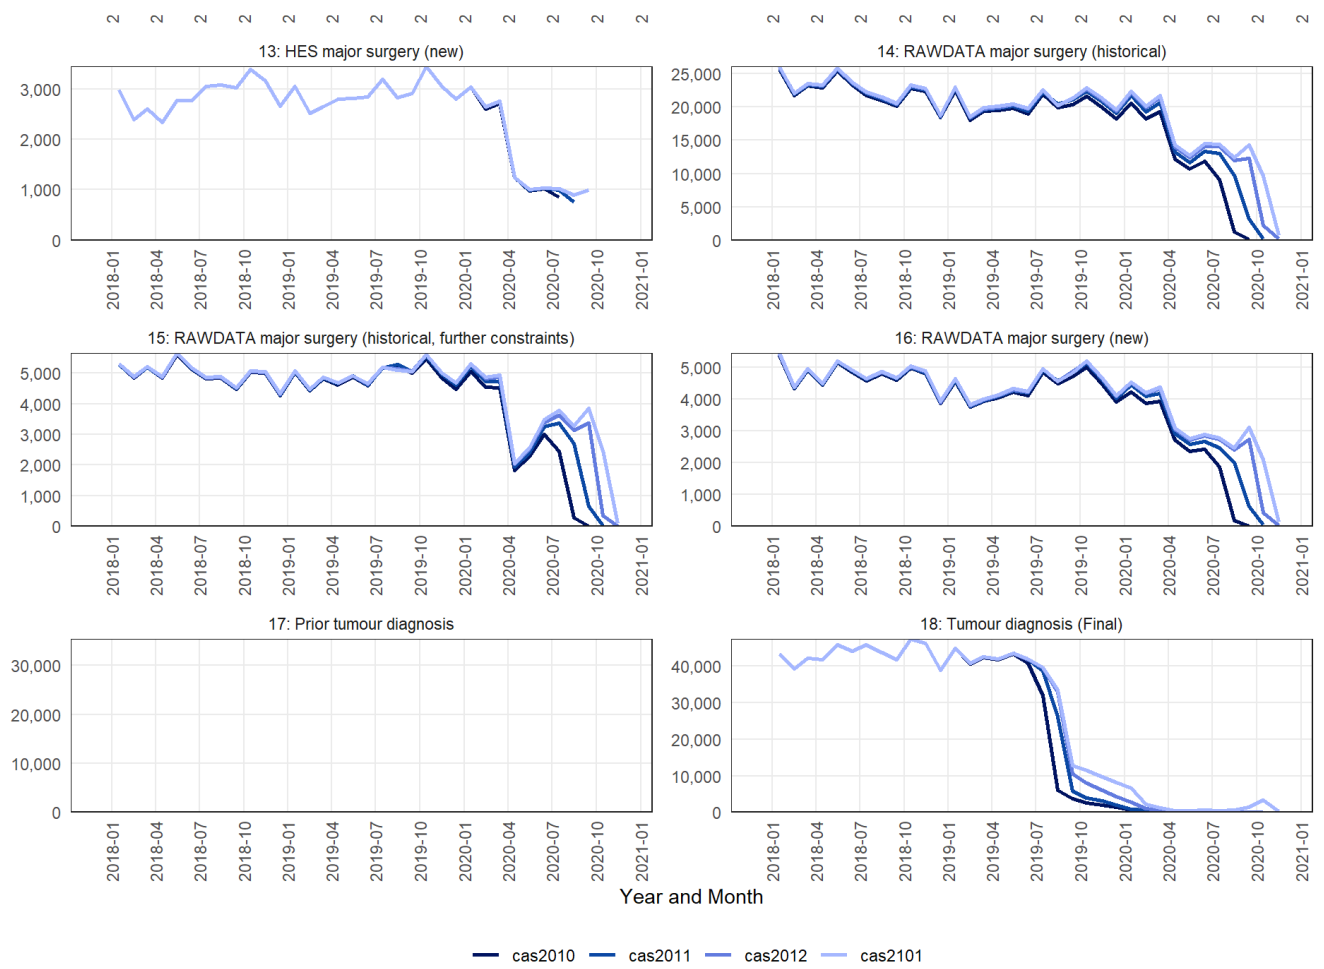 2 2 2 2 2 2 2 2 2 2 2 2 2 2 2 2 2 2 2 2 2 2 2 2 2 2
13: HES major surgery (new)
3,000
2,000
1,000
0
2018-01 2018-04 2018-07 2018-10 2019-01 2019-04 2019-07 2019-10 2020-01 2020-04 2020-07 2020-10 2021-01
14: RAWDATA major surgery (historical)
25,000
20,000
15,000
10,000
5,000
0
2018-01 2018-04 2018-07 2018-10 2019-01 2019-04 2019-07 2019-10 2020-01 2020-04 2020-07 2020-10 2021-01
15: RAWDATA major surgery (historical, further constraints)
5,000
4,000
3,000
2,000
1,000
0
2018-01 2018-04 2018-07 2018-10 2019-01 2019-04 2019-07 2019-10 2020-01 2020-04 2020-07 2020-10 2021-01
16: RAWDATA major surgery (new)
5,000
4,000
3,000
2,000
1,000
0
2018-01 2018-04 2018-07 2018-10 2019-01 2019-04 2019-07 2019-10 2020-01 2020-04 2020-07 2020-10 2021-01
17: Prior tumour diagnosis
30,000
20,000
10,000
0
2018-01 2018-04 2018-07 2018-10 2019-01 2019-04 2019-07 2019-10 2020-01 2020-04 2020-07 2020-10 2021-01
18: Tumour diagnosis (Final)
40,000
30,000
20,000
10,000
0
2018-01 2018-04 2018-07 2018-10 2019-01 2019-04 2019-07 2019-10 2020-01 2020-04 2020-07 2020-10 2021-01
Year and Month
cas2010 cas2011 cas2012 cas2101